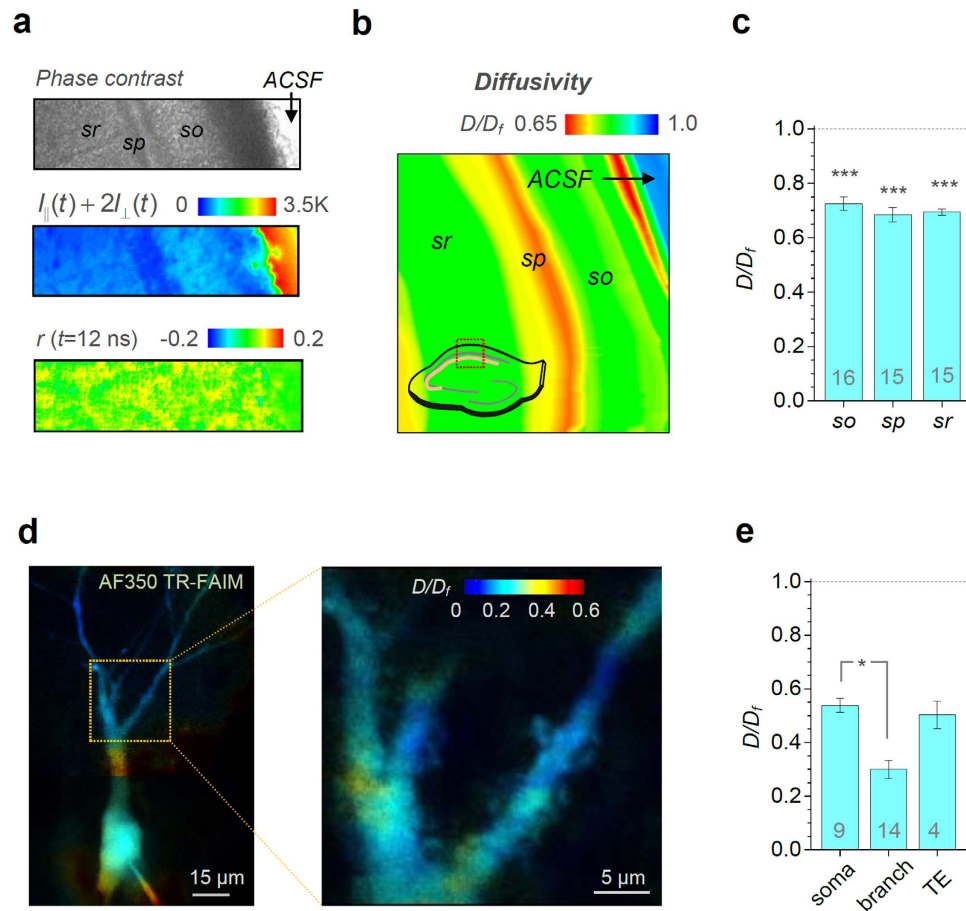 a
Phase contrast
ACSF
sr
sp
so
I∥(t) + 2I⊥(t) 0 3.5K
r (t=12 ns) -0.2 0.2
b
Diffusivity
D/Df 0.65 1.0
ACSF
sr
sp
so
c
D/Df
1.0
0.8
0.6
0.4
0.2
0.0
*** *** ***
16 15 15
so sp sr
d
AF350 TR-FAIM
15 µm
D/Df
0 0.2 0.4 0.6
5 µm
e
D/Df
1.0
0.8
0.6
0.4
0.2
0.0
*
9 14 4
soma branch TE